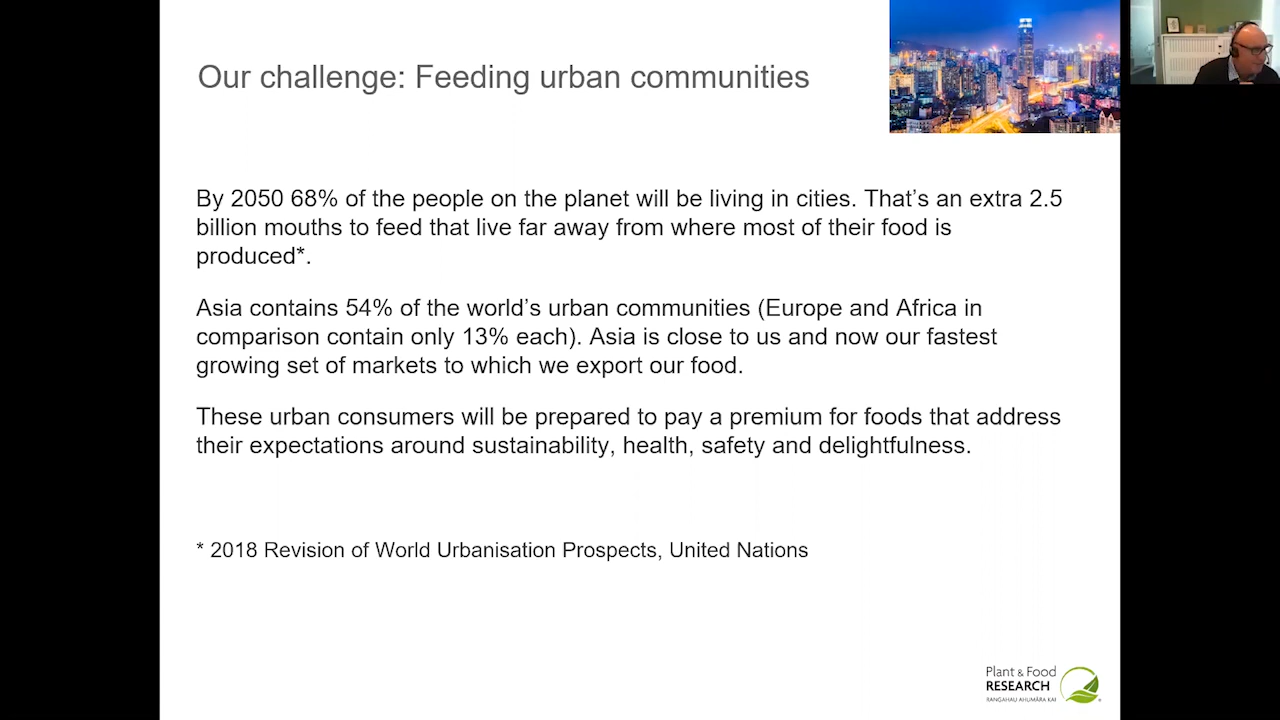 Our challenge: Feeding urban communities
By 2050 68% of the people on the planet will be living in cities. That’s an extra 2.5
billion mouths to feed that live far away from where most of their food is
produced*.
Asia contains 54% of the world’s urban communities (Europe and Africa in
comparison contain only 13% each). Asia is close to us and now our fastest
growing set of markets to which we export our food.
These urban consumers will be prepared to pay a premium for foods that address
their expectations around sustainability, health, safety and delightfulness.
* 2018 Revision of World Urbanisation Prospects, United Nations
Plant & Food
RESEARCH
RANGAHAU AHUMĀRA KAI